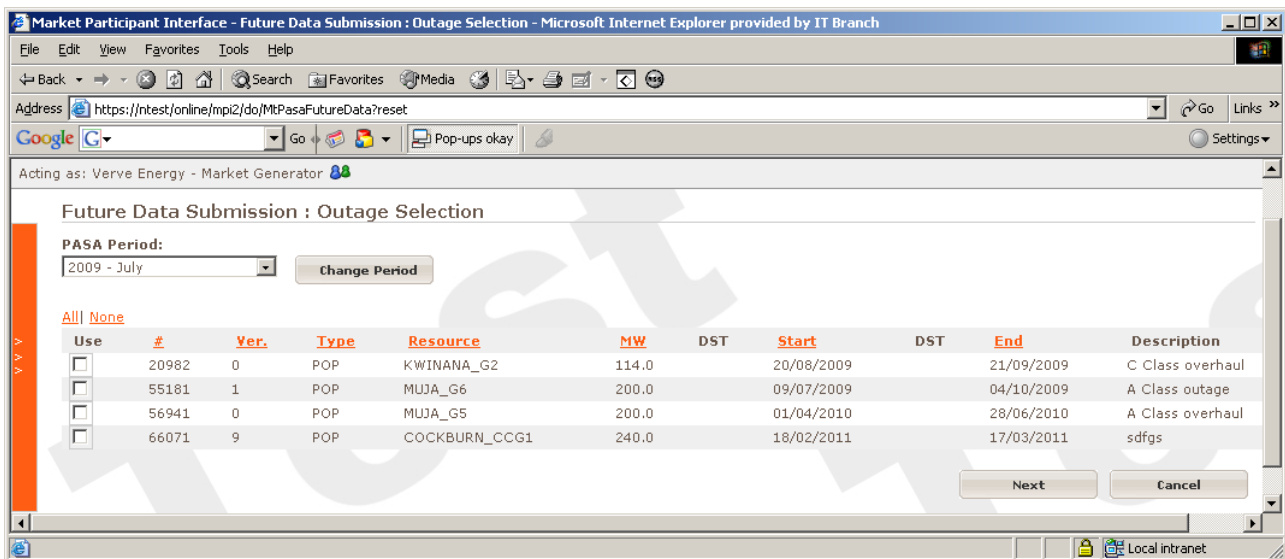 Market Participant Interface - Future Data Submission : Outage Selection - Microsoft Internet Explorer provided by IT Branch
File Edit View Favorites Tools Help
Back Search Favorites Media
Address https://ntest/online/mpi2/do/MtPasaFutureData?reset Go Links »
Google G Go Pop-ups okay Settings
Acting as: Verve Energy - Market Generator
Future Data Submission : Outage Selection
PASA Period:
2009 - July Change Period
All| None
Use # Ver. Type Resource MW DST Start DST End Description
20982 0 POP KWINANA_G2 114.0 20/08/2009 21/09/2009 C Class overhaul
55181 1 POP MUJA_G6 200.0 09/07/2009 04/10/2009 A Class outage
56941 0 POP MUJA_G5 200.0 01/04/2010 28/06/2010 A Class overhaul
66071 9 POP COCKBURN_CCG1 240.0 18/02/2011 17/03/2011 sdfgs
> > >
Next Cancel
Test
Tes
Local intranet